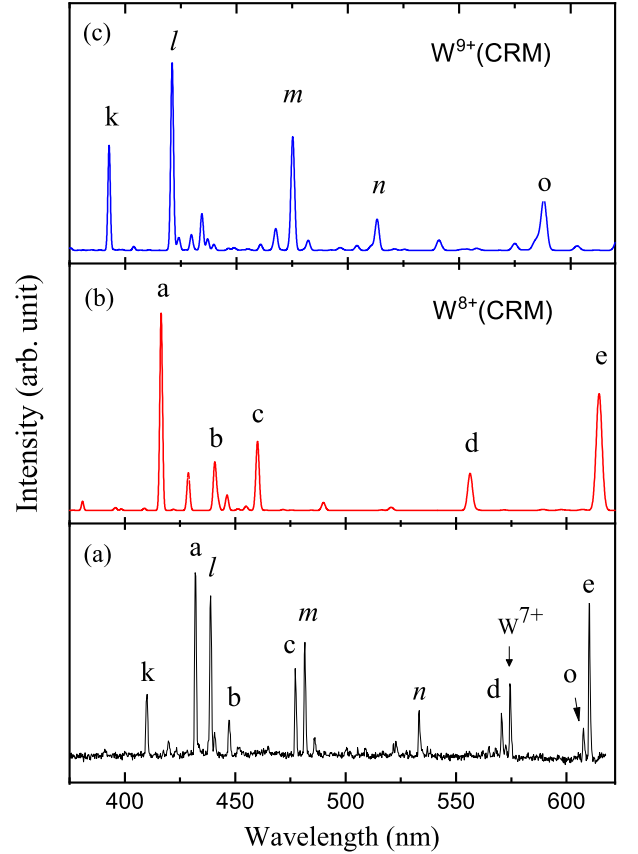 (c)
l
W9+(CRM)
m
k
n
o
(b)
a
W8+(CRM)
e
c
b
d
(a)
a
l
e
m
W7+
c
k
o
d
n
b
400
450
500
550
600
Wavelength (nm)
Intensity (arb. unit)